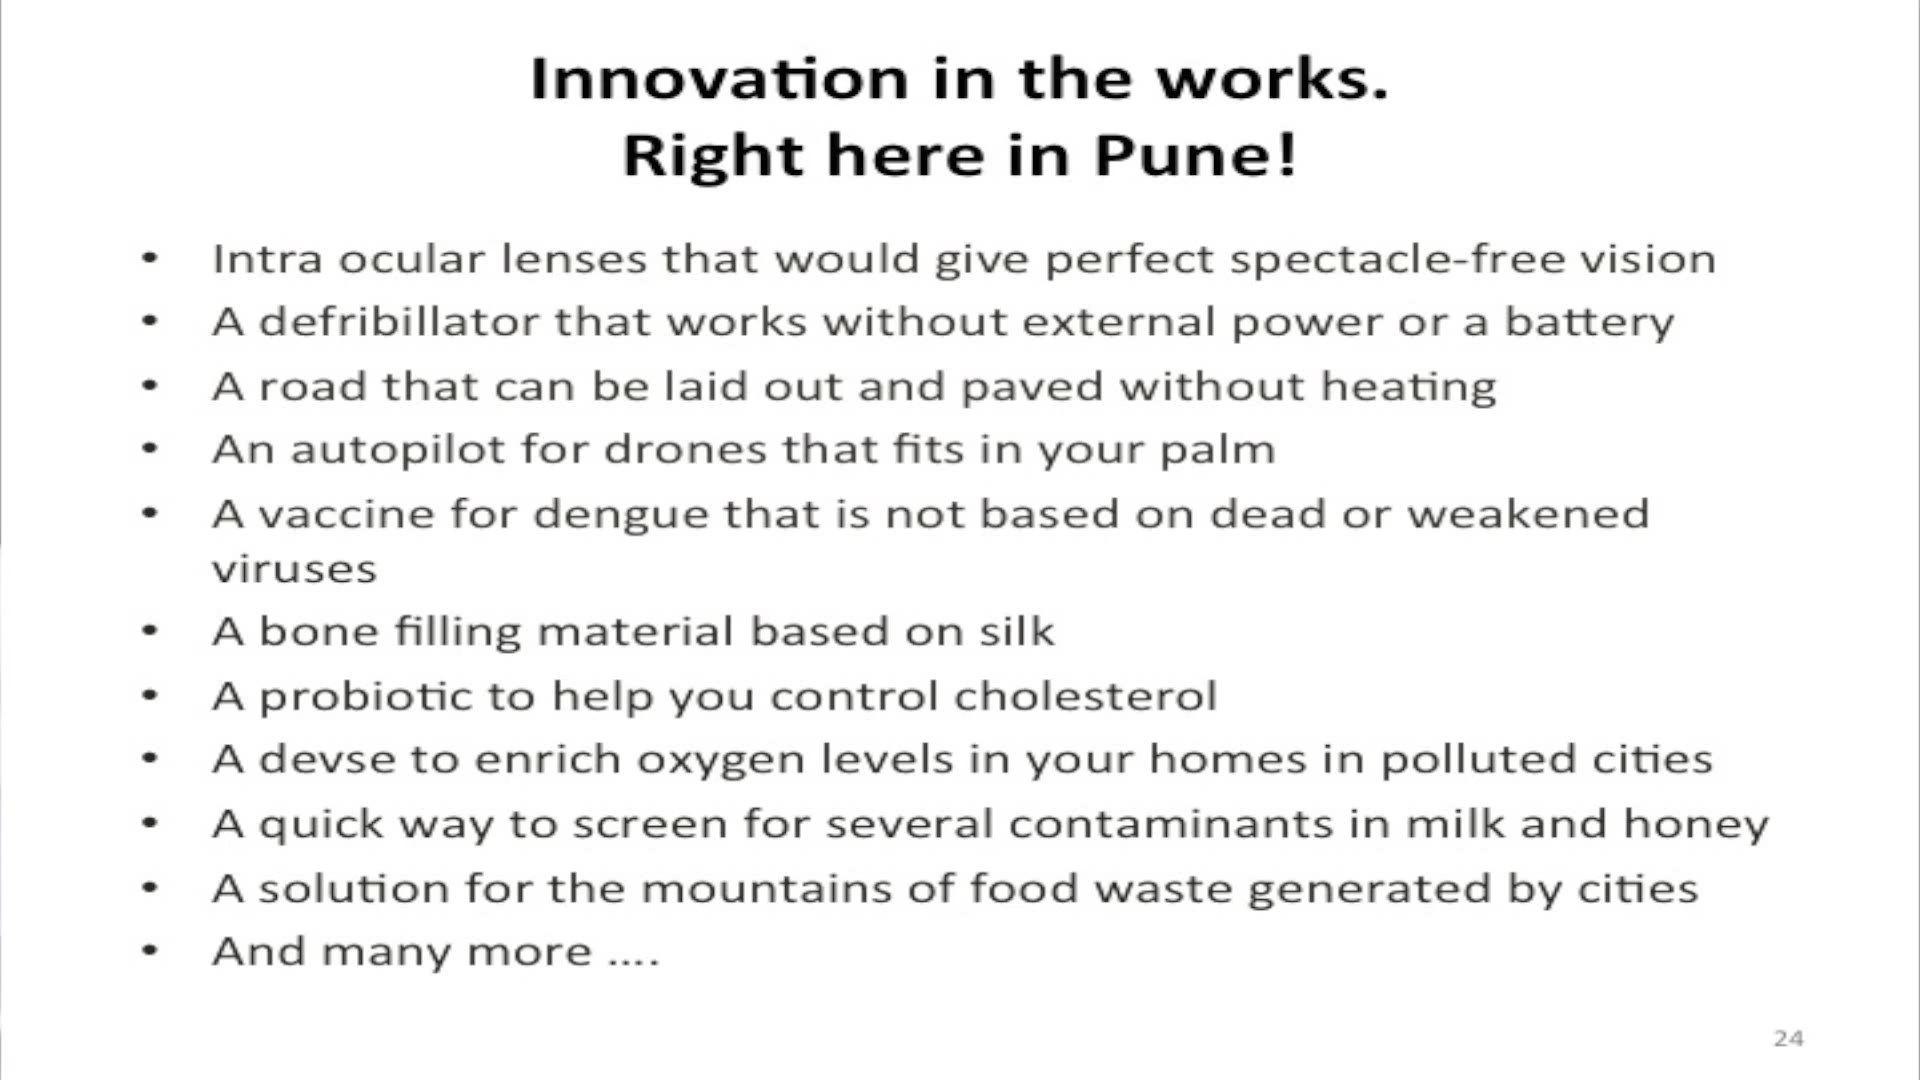 Innovation in the works.
Right here in Pune!
• Intra ocular lenses that would give perfect spectacle-free vision
• A defribillator that works without external power or a battery
• A road that can be laid out and paved without heating
• An autopilot for drones that fits in your palm
• A vaccine for dengue that is not based on dead or weakened
viruses
• A bone filling material based on silk
• A probiotic to help you control cholesterol
• A devse to enrich oxygen levels in your homes in polluted cities
• A quick way to screen for several contaminants in milk and honey
• A solution for the mountains of food waste generated by cities
• And many more ....
24